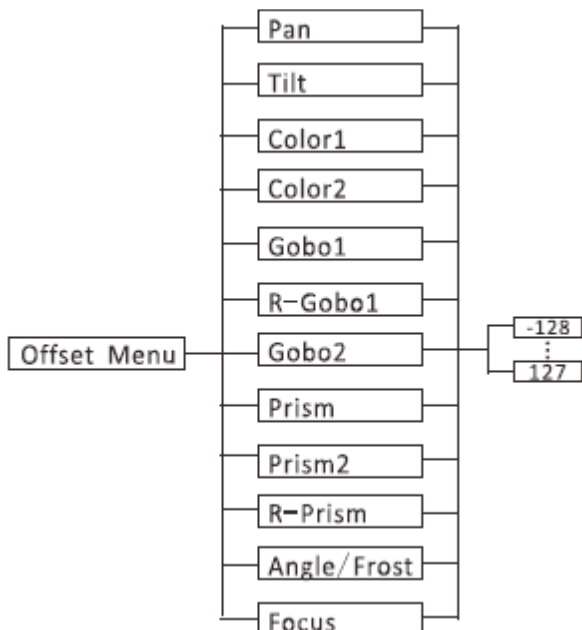 Pan
Tilt
Color1
Color2
Gobo1
R-Gobo1
Offset Menu
Gobo2
-128
127
Prism
Prism2
R-Prism
Angle/Frost
Focus